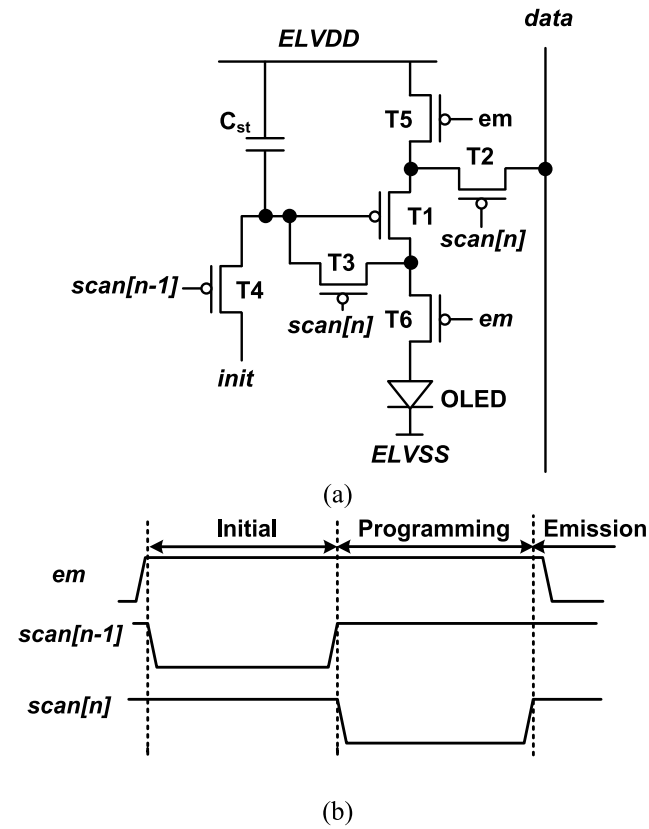 data
ELVDD
Cst
T5
em
T2
T1
scan[n]
T3
scan[n-1]
T4
scan[n]
T6
em
init
OLED
ELVSS
(a)
Initial
Programming
Emission
em
scan[n-1]
scan[n]
(b)